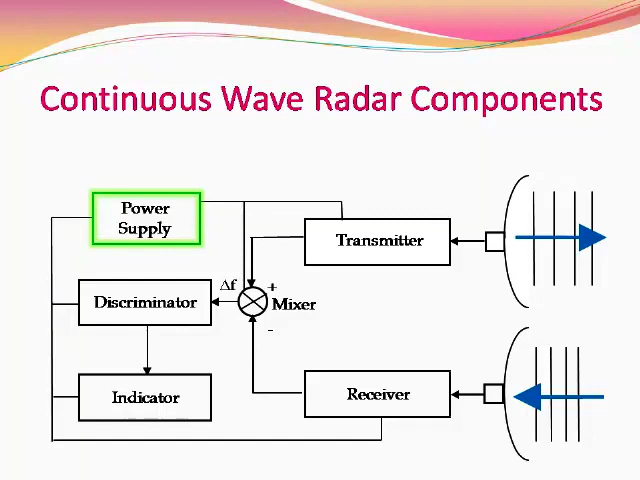 Continuous Wave Radar Components
Power
Supply
Transmitter
Δf
+
Discriminator
Mixer
-
Indicator
Receiver